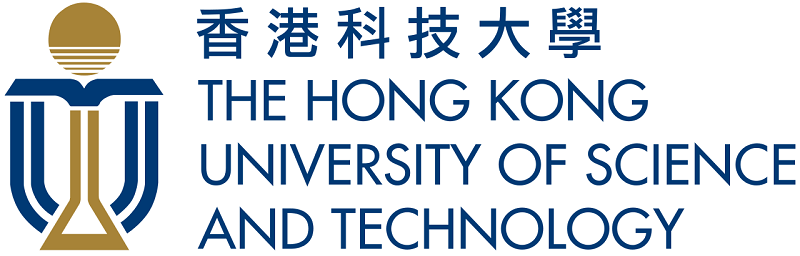 香港科技大學
THE HONG KONG
UNIVERSITY OF SCIENCE
AND TECHNOLOGY